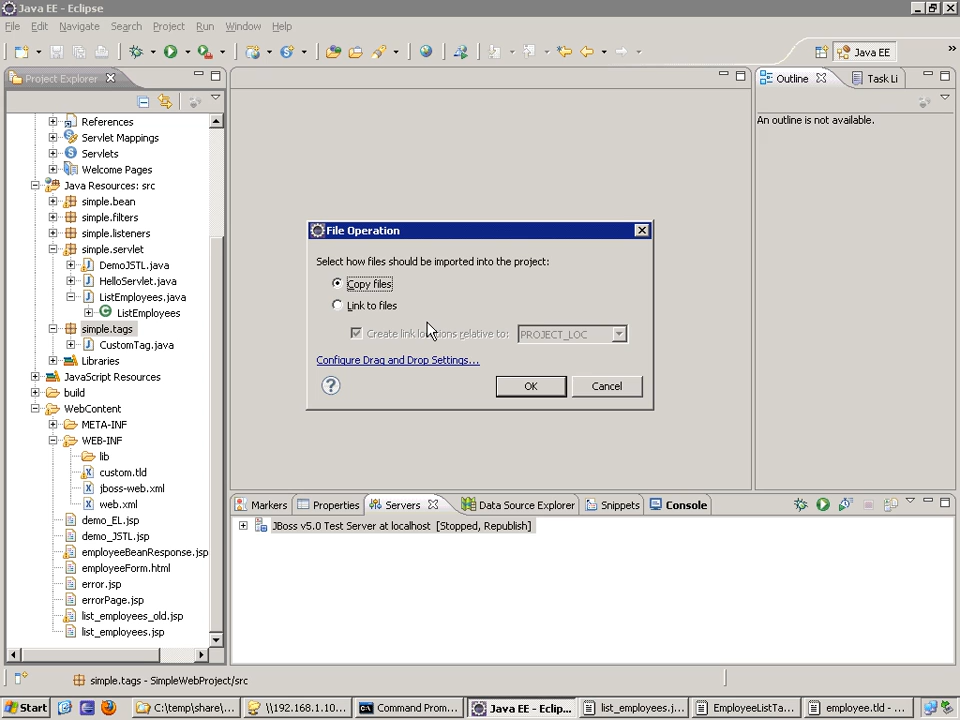 Java EE - Eclipse
File Edit Navigate Search Project Run Window Help
Java EE
Project Explorer
Outline Task Li
References
Servlet Mappings
Servlets
Welcome Pages
Java Resources: src
simple.bean
simple.filters
simple.listeners
simple.servlet
DemoJSTL.java
HelloServlet.java
ListEmployees.java
ListEmployees
simple.tags
CustomTag.java
Libraries
JavaScript Resources
build
WebContent
META-INF
WEB-INF
lib
custom.tld
jboss-web.xml
web.xml
demo_EL.jsp
demo_JSTL.jsp
employeeBeanResponse.jsp
employeeForm.html
error.jsp
errorPage.jsp
list_employees_old.jsp
list_employees.jsp
An outline is not available.
File Operation
Select how files should be imported into the project:
Copy files
Link to files
Create link locations relative to: PROJECT_LOC
Configure Drag and Drop Settings...
OK Cancel
Markers Properties Servers Data Source Explorer Snippets Console
JBoss v5.0 Test Server at localhost [Stopped, Republish]
simple.tags - SimpleWebProject/src
Start C:\temp\share\... \\192.168.1.10... Command Prom... Java EE - Eclip... list_employees.j... EmployeeListTa... employee.tld - ...